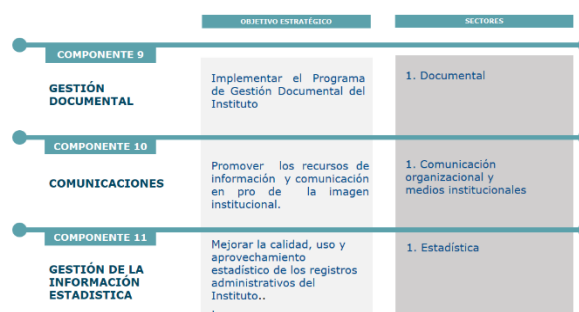 OBJETIVO ESTRATÉGICO
SECTORES
COMPONENTE 9
GESTIÓN
DOCUMENTAL
Implementar el Programa
de Gestión Documental del
Instituto
1. Documental
COMPONENTE 10
COMUNICACIONES
Promover los recursos de
información y comunicación
en pro de la imagen
institucional.
1. Comunicación
organizacional y
medios institucionales
COMPONENTE 11
GESTIÓN DE LA
INFORMACIÓN
ESTADISTICA
Mejorar la calidad, uso y
aprovechamiento
estadístico de los registros
administrativos del
Instituto..
1. Estadística